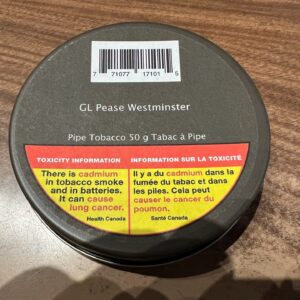 7 71077 17101 5
GL Pease Westminster
Pipe Tobacco 50 g Tabac à Pipe
TOXICITY INFORMATION
There is cadmium
in tobacco smoke
and in batteries.
It can cause
lung cancer.
Health Canada
INFORMATION SUR LA TOXICITÉ
Il y a du cadmium dans la
fumée du tabac et dans
les piles. Cela peut
causer le cancer du
poumon.
Santé Canada